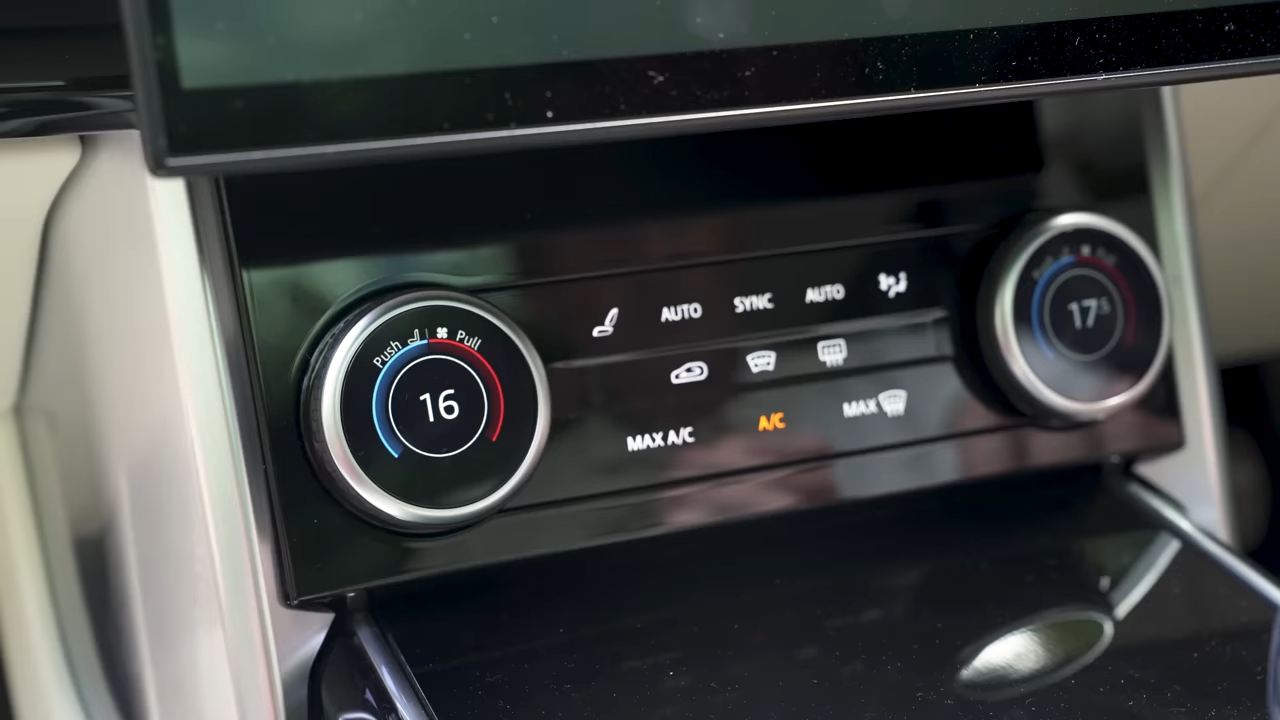 Push Pull
16
AUTO SYNC AUTO
MAX A/C A/C MAX
17.5